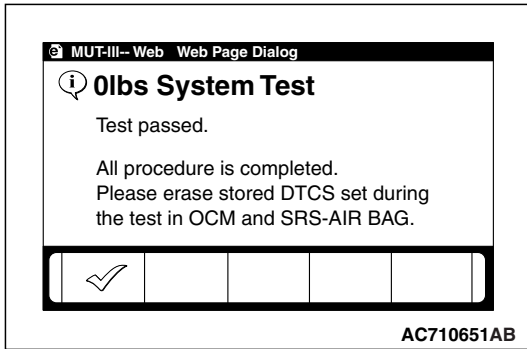 MUT-III-- Web Web Page Dialog
0lbs System Test
Test passed.
All procedure is completed.
Please erase stored DTCS set during
the test in OCM and SRS-AIR BAG.
AC710651AB